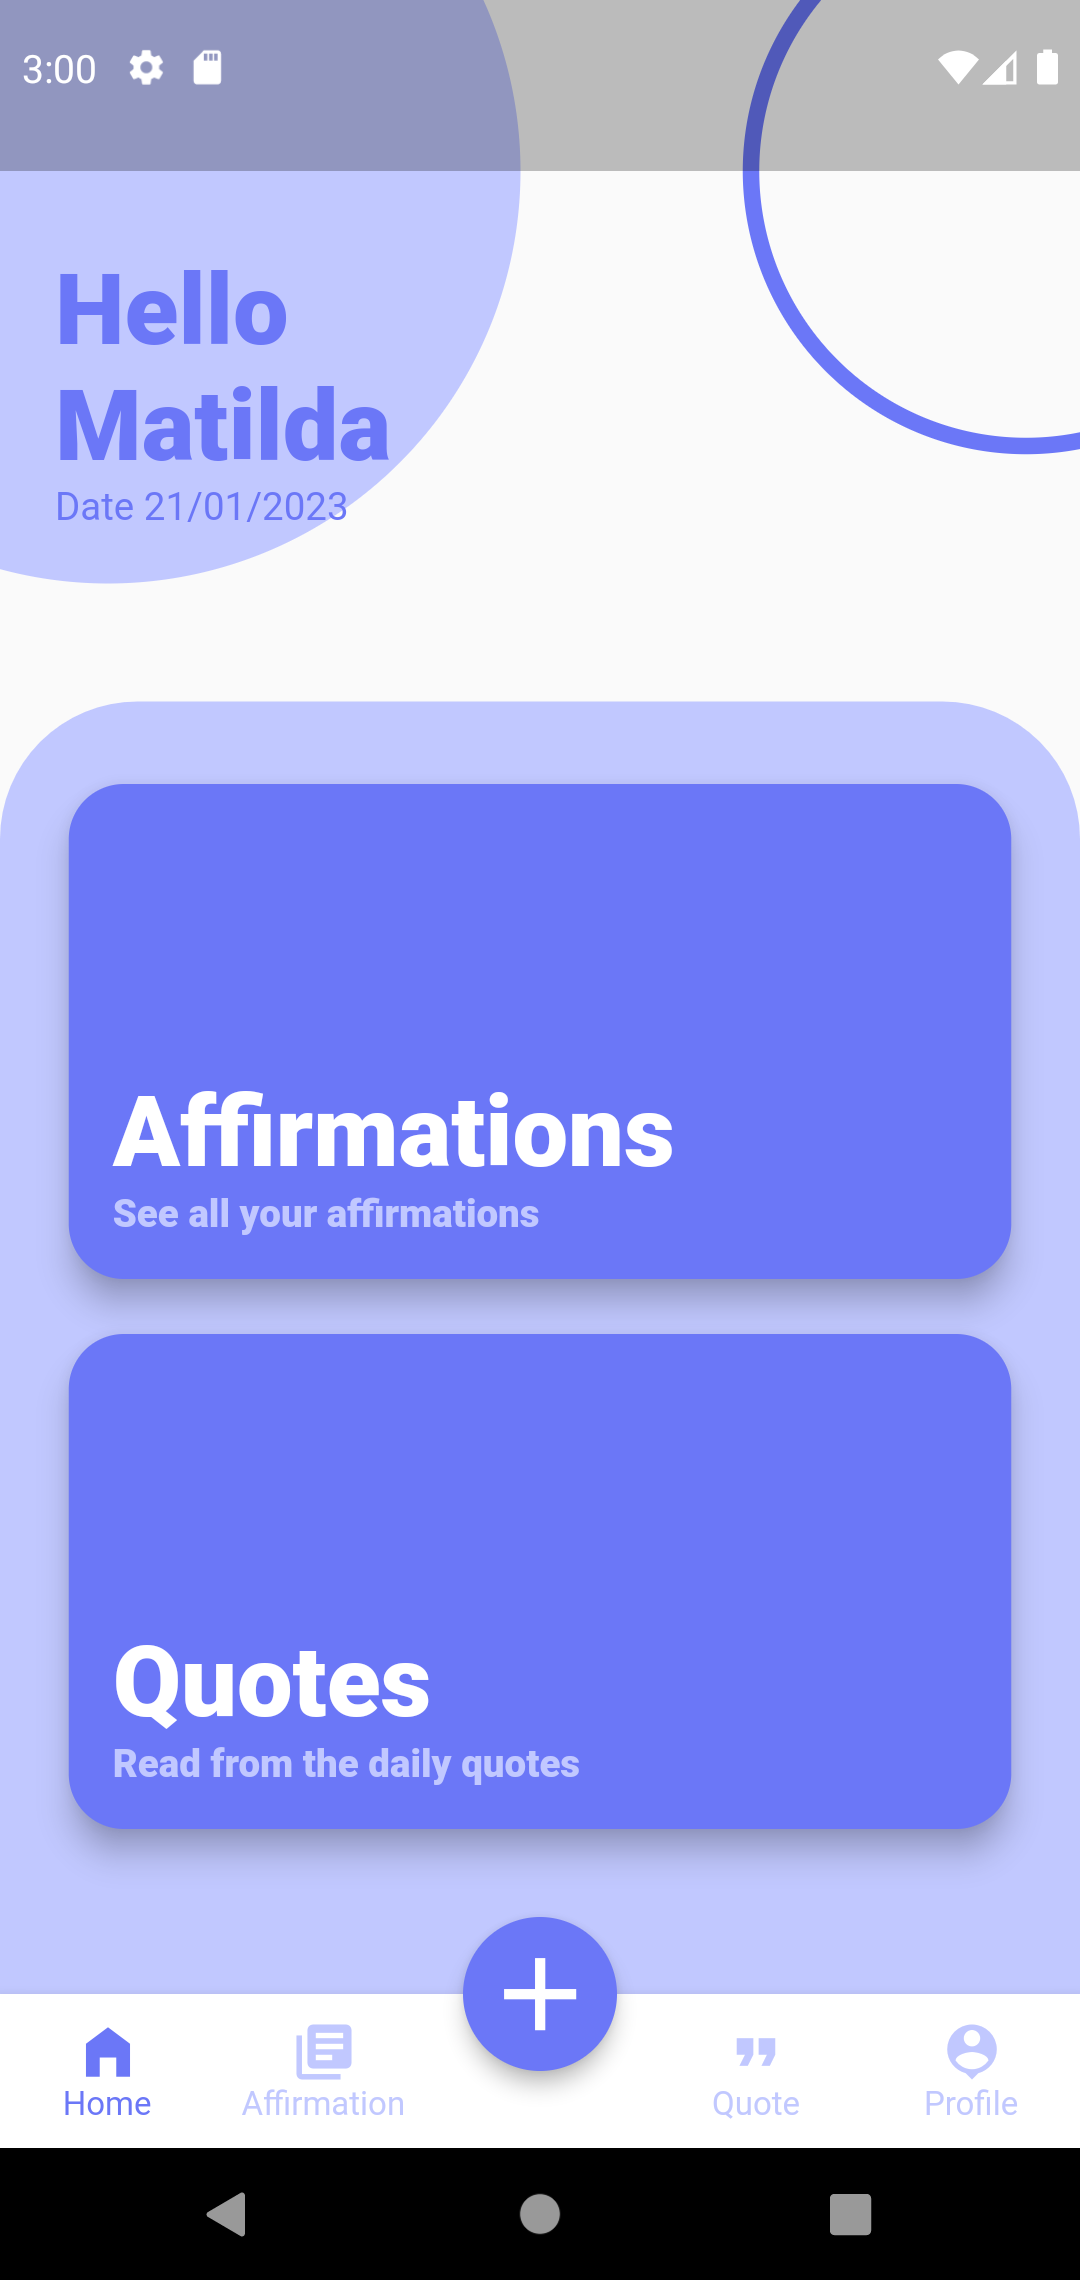 3:00
Hello
Matilda
Date 21/01/2023
Affirmations
See all your affirmations
Quotes
Read from the daily quotes
Home
Affirmation
Quote
Profile